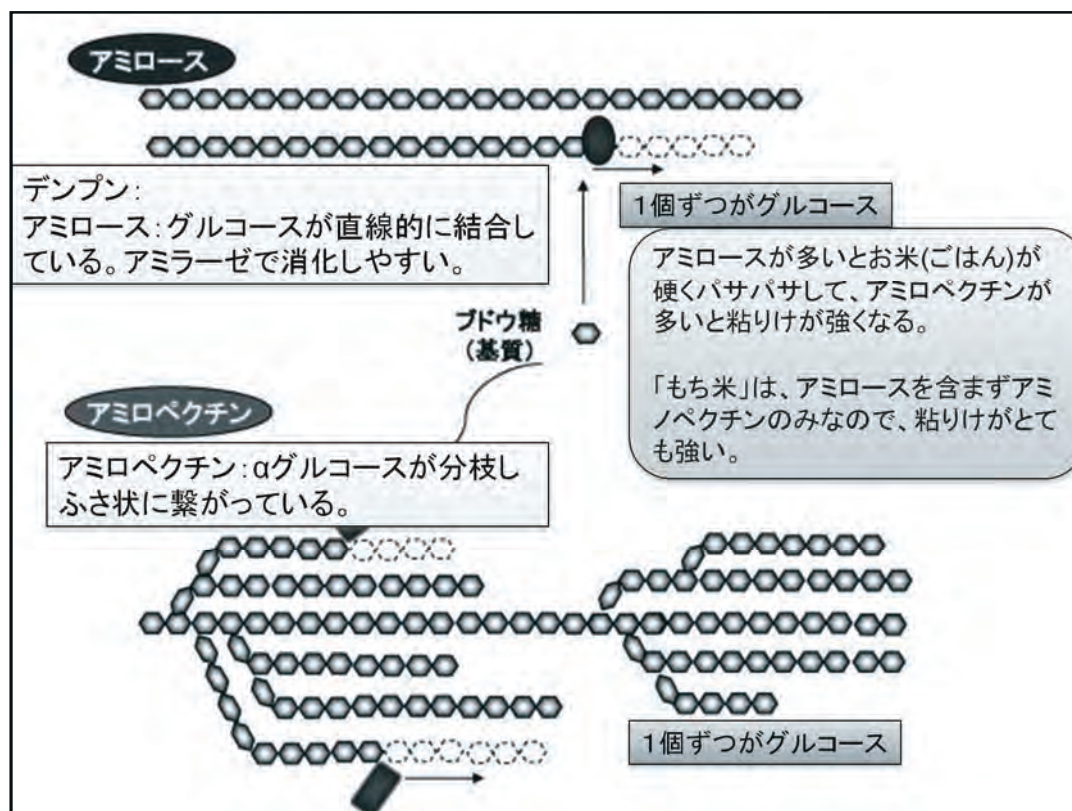 アミロース
デンプン：
アミロース：グルコースが直線的に結合し
ている。アミラーゼで消化しやすい。
1個ずつがグルコース
アミロースが多いとお米(ごはん)が
硬くパサパサして、アミロペクチンが
多いと粘りけが強くなる。
「もち米」は、アミロースを含まずアミ
ノペクチンのみなので、粘りけがとて
も強い。
ブドウ糖
(基質)
アミロペクチン
アミロペクチン：αグルコースが分枝し
ふさ状に繋がっている。
1個ずつがグルコース